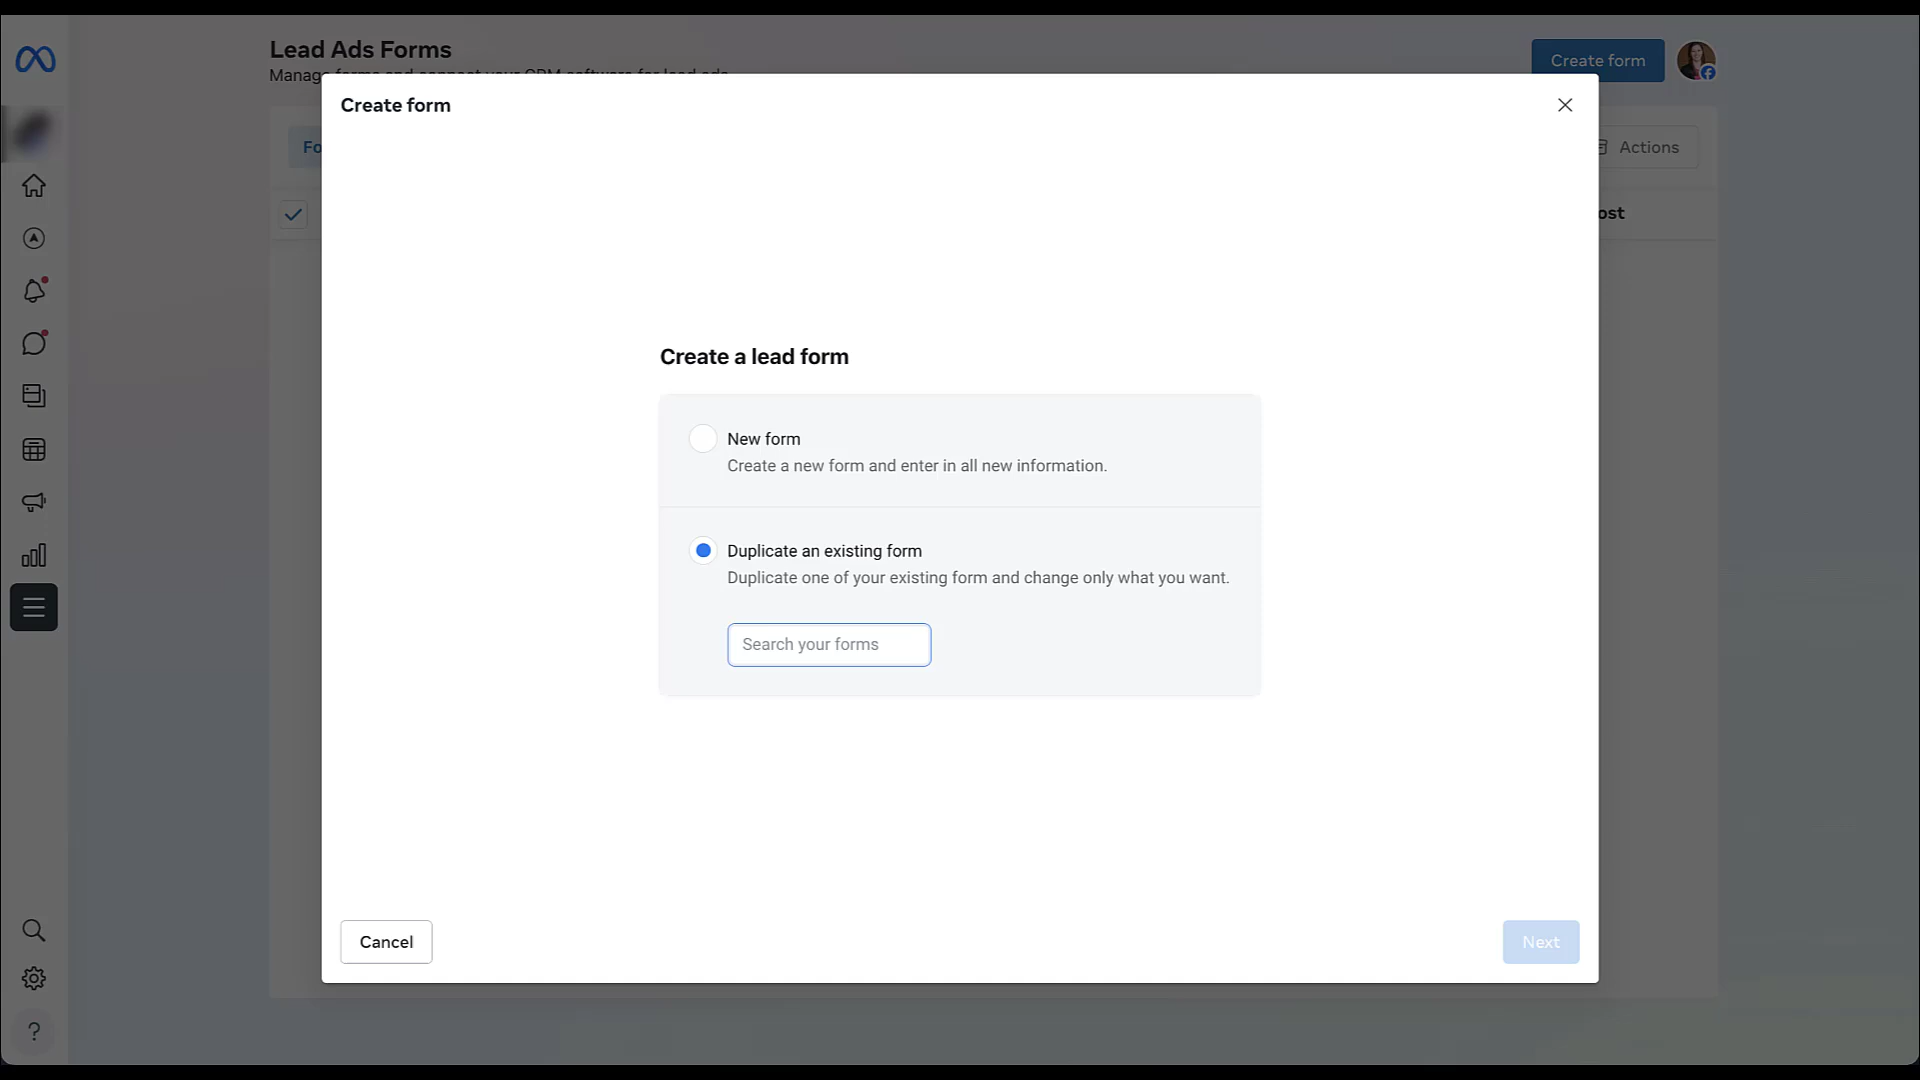 Lead Ads Forms
Create form
Create form
Actions
Create a lead form
New form
Create a new form and enter in all new information.
Duplicate an existing form
Duplicate one of your existing form and change only what you want.
Search your forms
Cancel
Next